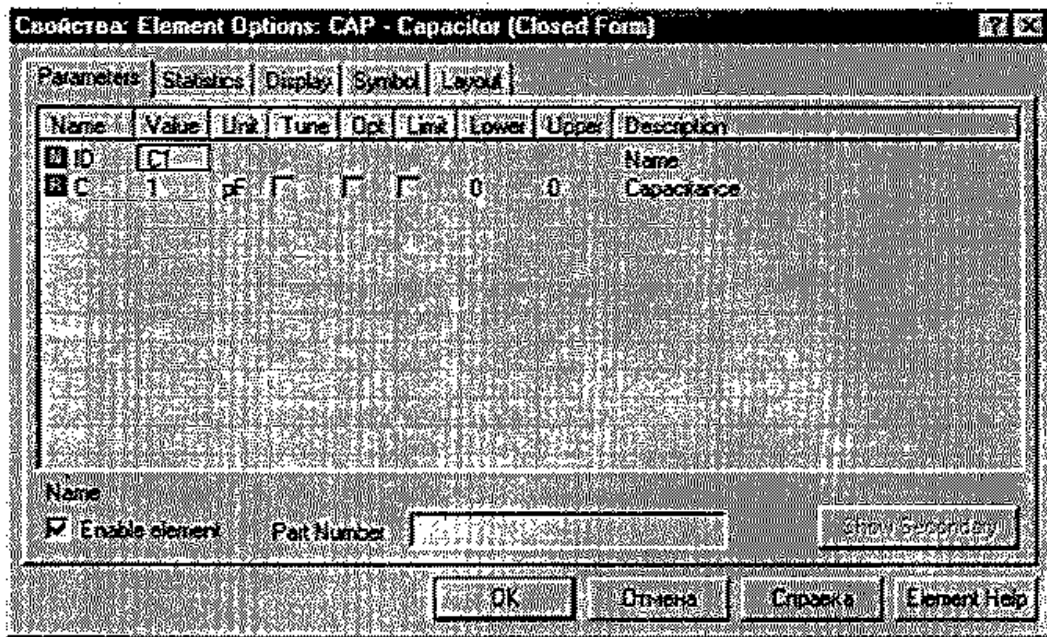 Свойства: Element Options: CAP - Capacitor (Closed Form)
Parameters Statistics Display Symbol Layout
Name Value Unit Tune Opt Limit Lower Upper Description
ID C1 Name
C 1 pF 0 0 Capacitance
Name
Enable element Part Number Show Secondary
OK Отмена Справка Element Help